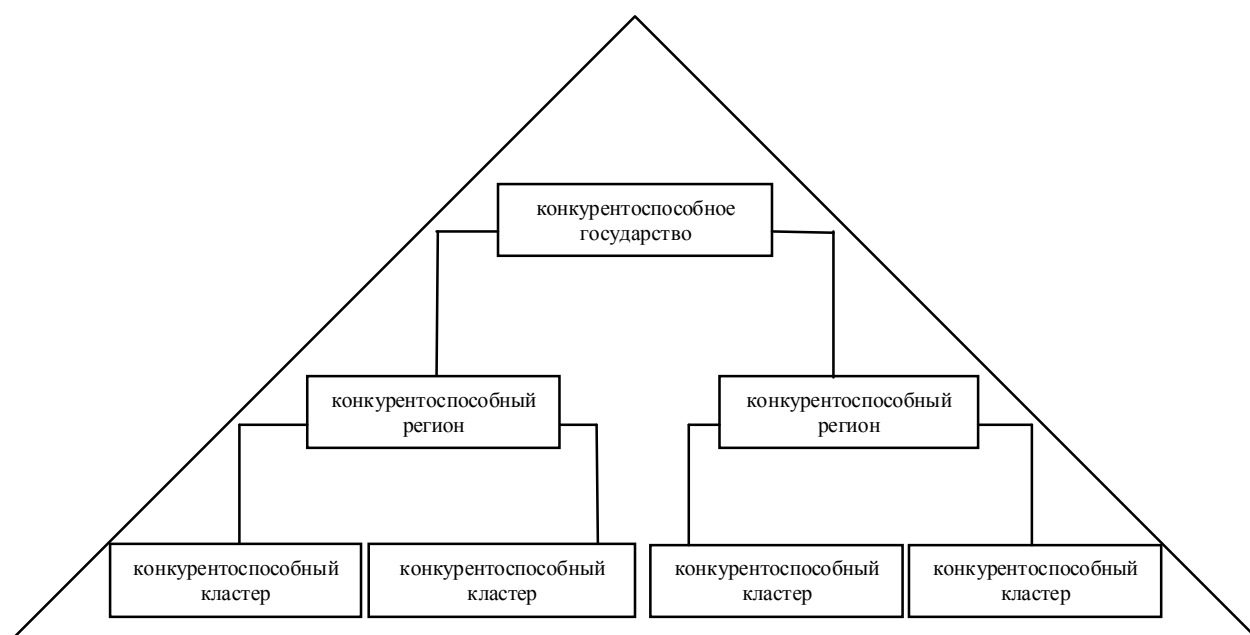 конкурентоспособное
государство
конкурентоспособный
регион
конкурентоспособный
регион
конкурентоспособный
кластер
конкурентоспособный
кластер
конкурентоспособный
кластер
конкурентоспособный
кластер